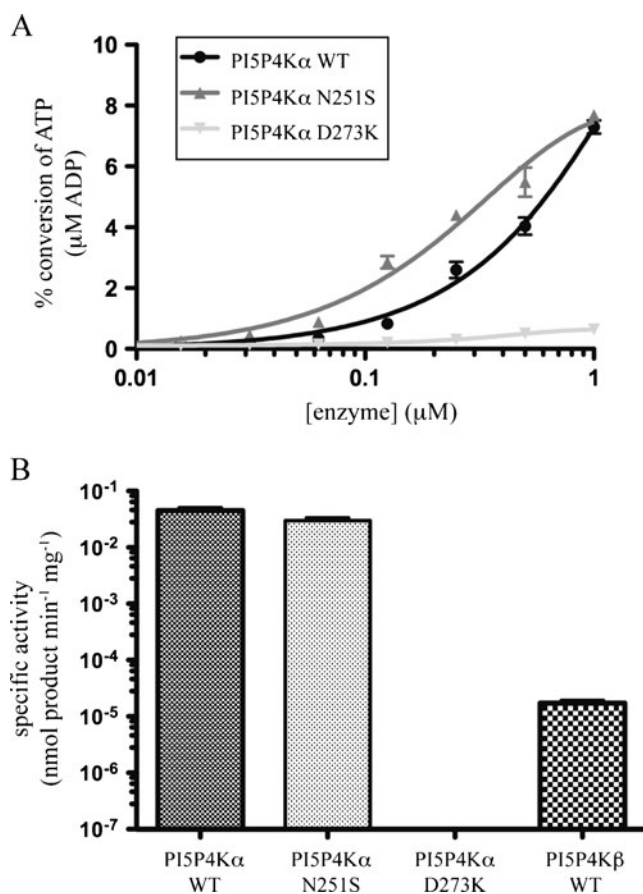 A
10
8
6
4
2
0
% conversion of ATP
(μM ADP)
PI5P4Kα WT
PI5P4Kα N251S
PI5P4Kα D273K
0.01 0.1 1
[enzyme] (μM)
B
10-1
10-2
10-3
10-4
10-5
10-6
10-7
specific activity
(nmol product min-1 mg-1)
PI5P4Kα PI5P4Kα PI5P4Kα PI5P4Kβ
WT N251S D273K WT